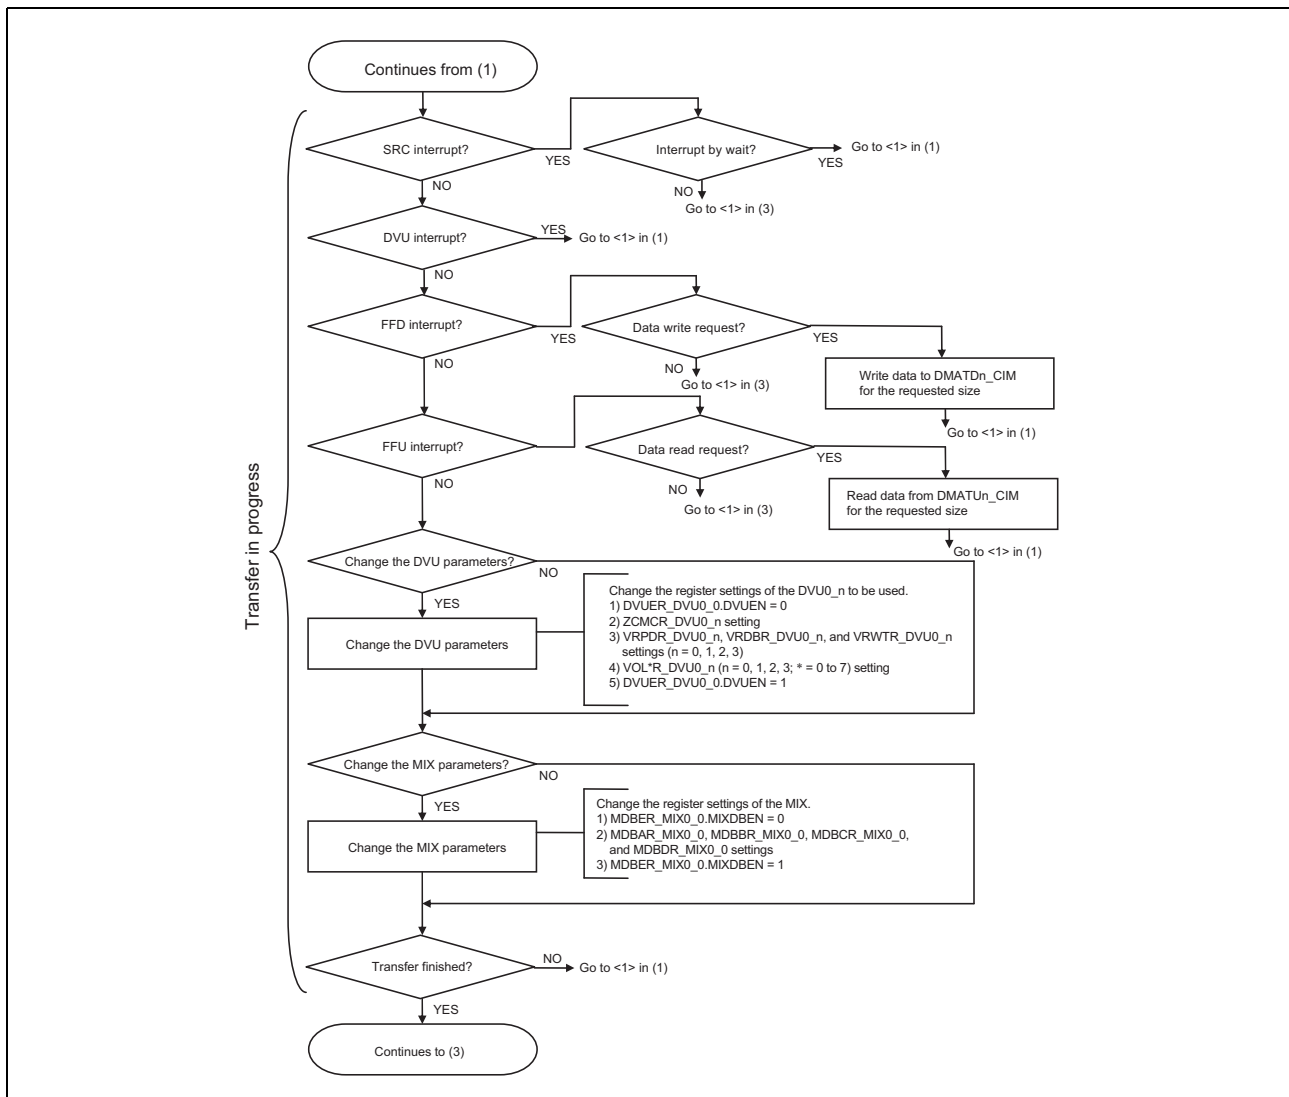 Continues from (1)
SRC interrupt?
YES
Interrupt by wait?
YES
Go to <1> in (1)
NO
NO
Go to <1> in (3)
DVU interrupt?
YES
Go to <1> in (1)
NO
FFD interrupt?
YES
Data write request?
YES
NO
NO
Go to <1> in (3)
Write data to DMATDn_CIM
for the requested size
Go to <1> in (1)
FFU interrupt?
YES
Data read request?
YES
NO
NO
Go to <1> in (3)
Read data from DMATUn_CIM
for the requested size
Go to <1> in (1)
Transfer in progress
Change the DVU parameters?
NO
YES
Change the DVU parameters
Change the register settings of the DVU0_n to be used.
1) DVUER_DVU0_0.DVUEN = 0
2) ZCMCR_DVU0_n setting
3) VRPDR_DVU0_n, VRDBR_DVU0_n, and VRWTR_DVU0_n
settings (n = 0, 1, 2, 3)
4) VOL*R_DVU0_n (n = 0, 1, 2, 3; * = 0 to 7) setting
5) DVUER_DVU0_0.DVUEN = 1
Change the MIX parameters?
NO
YES
Change the MIX parameters
Change the register settings of the MIX.
1) MDBER_MIX0_0.MIXDBEN = 0
2) MDBAR_MIX0_0, MDBBR_MIX0_0, MDBCR_MIX0_0,
and MDBDR_MIX0_0 settings
3) MDBER_MIX0_0.MIXDBEN = 1
Transfer finished?
NO
Go to <1> in (1)
YES
Continues to (3)